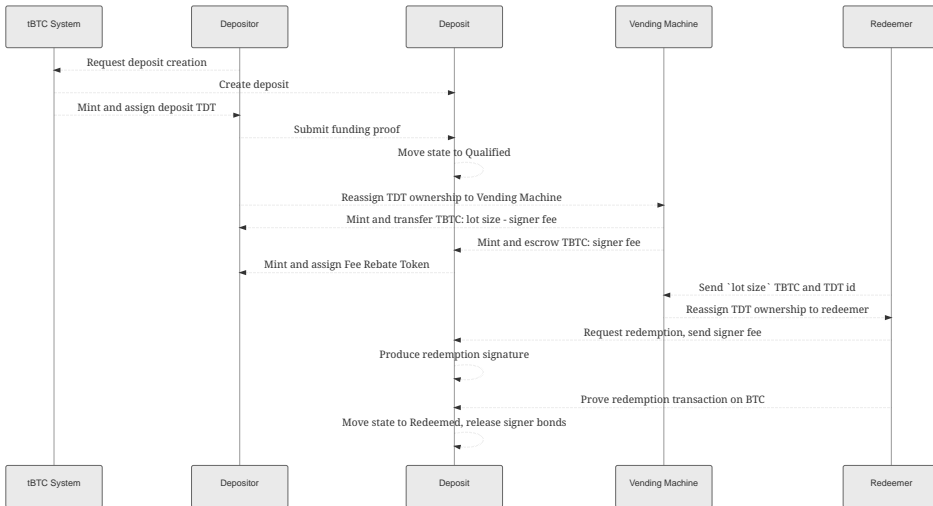 tBTC System
Depositor
Deposit
Vending Machine
Redeemer
Request deposit creation
Create deposit
Mint and assign deposit TDT
Submit funding proof
Move state to Qualified
Reassign TDT ownership to Vending Machine
Mint and transfer TBTC: lot size - signer fee
Mint and escrow TBTC: signer fee
Mint and assign Fee Rebate Token
Send `lot size` TBTC and TDT id
Reassign TDT ownership to redeemer
Request redemption, send signer fee
Produce redemption signature
Prove redemption transaction on BTC
Move state to Redeemed, release signer bonds
tBTC System
Depositor
Deposit
Vending Machine
Redeemer